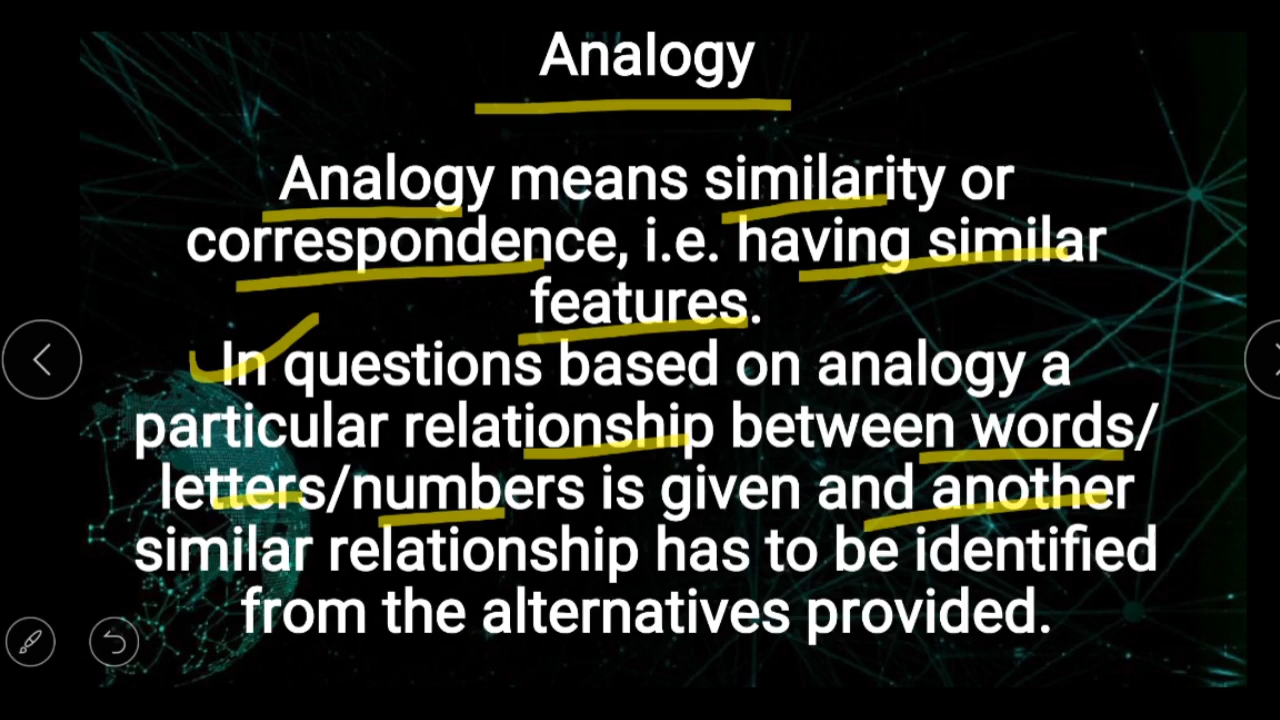 Analogy
Analogy means similarity or
correspondence, i.e. having similar
features.
In questions based on analogy a
particular relationship between words/
letters/numbers is given and another
similar relationship has to be identified
from the alternatives provided.